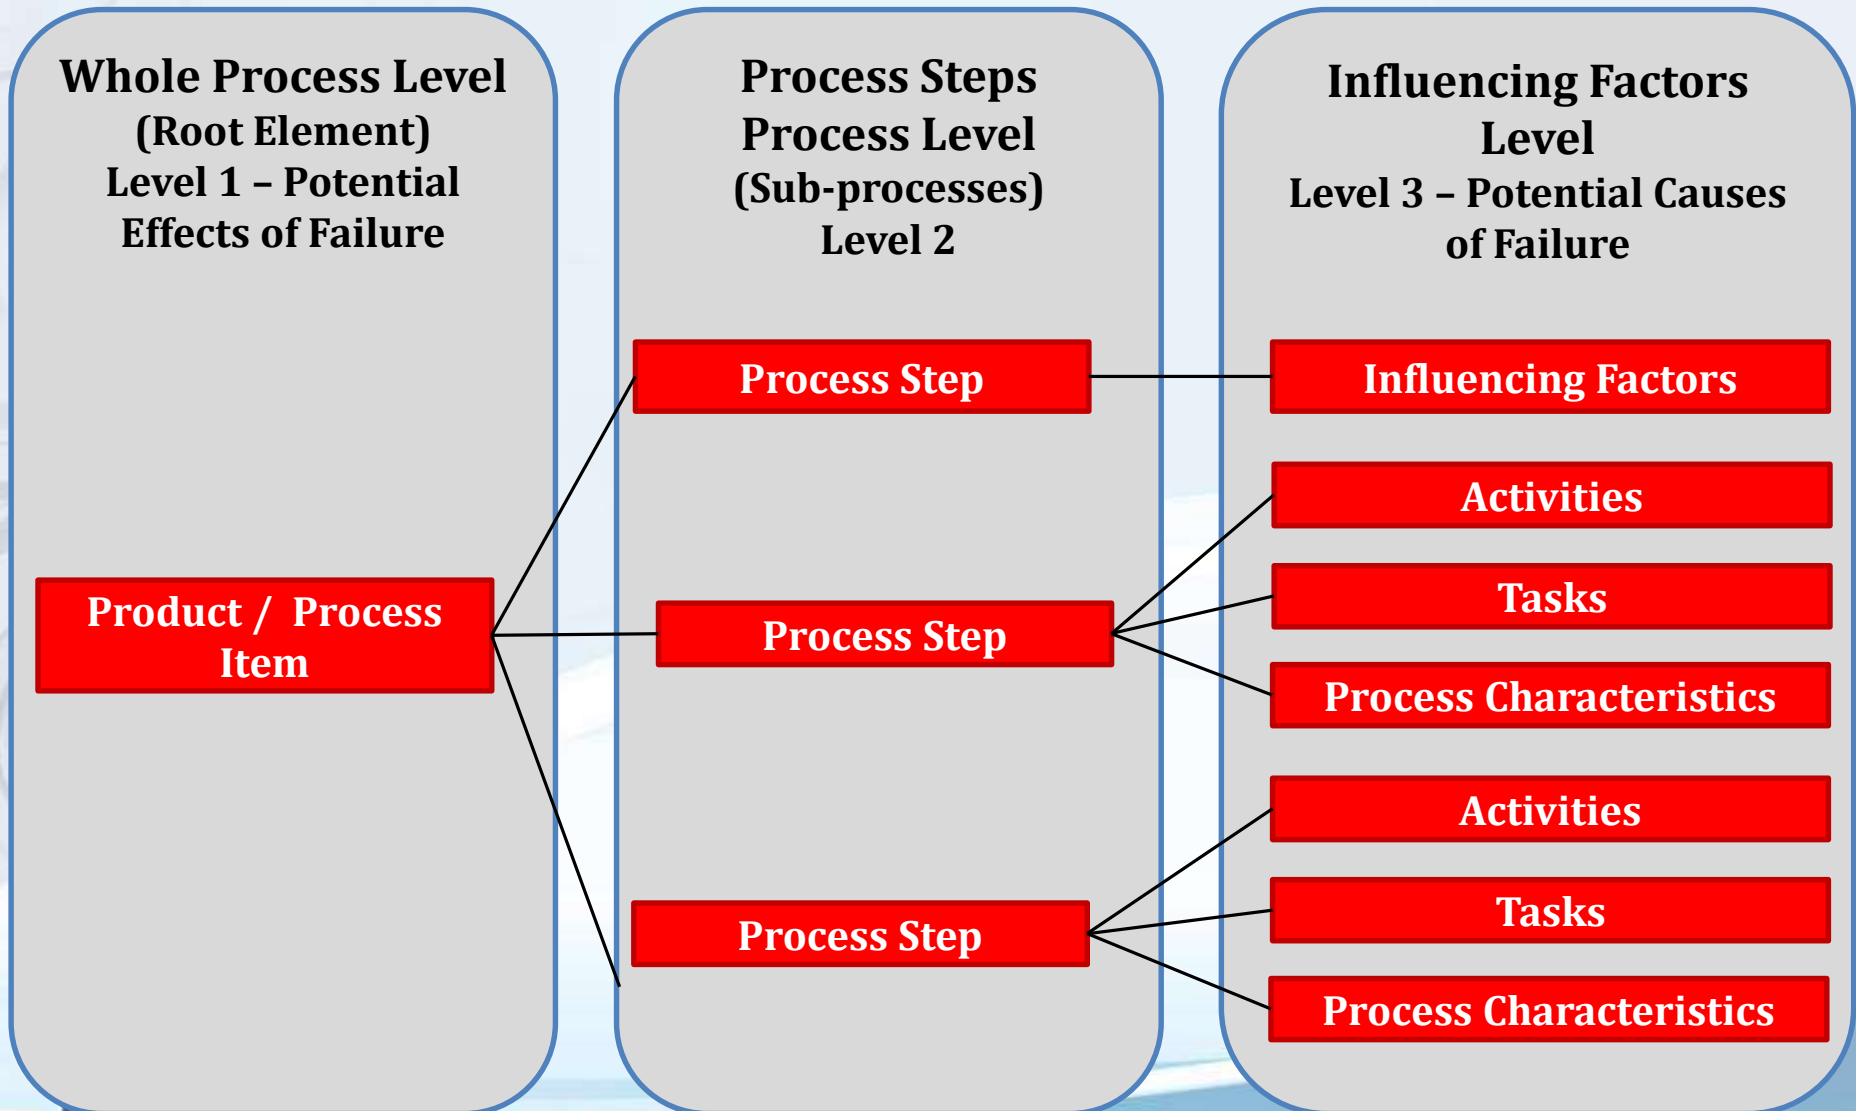 Whole Process Level
(Root Element)
Level 1 – Potential
Effects of Failure
Product /  Process
Item
Process Steps
Process Level
(Sub-processes)
Level 2
Process Step
Process Step
Process Step
Influencing Factors
Level
Level 3 – Potential Causes
of Failure
Influencing Factors
Activities
Tasks
Process Characteristics
Activities
Tasks
Process Characteristics